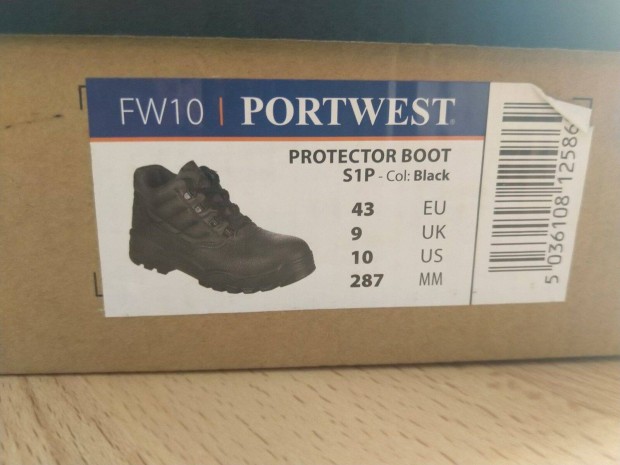 FW10 | PORTWEST
PROTECTOR BOOT
S1P - Col: Black
43 EU
9 UK
10 US
287 MM
5 036108 12586